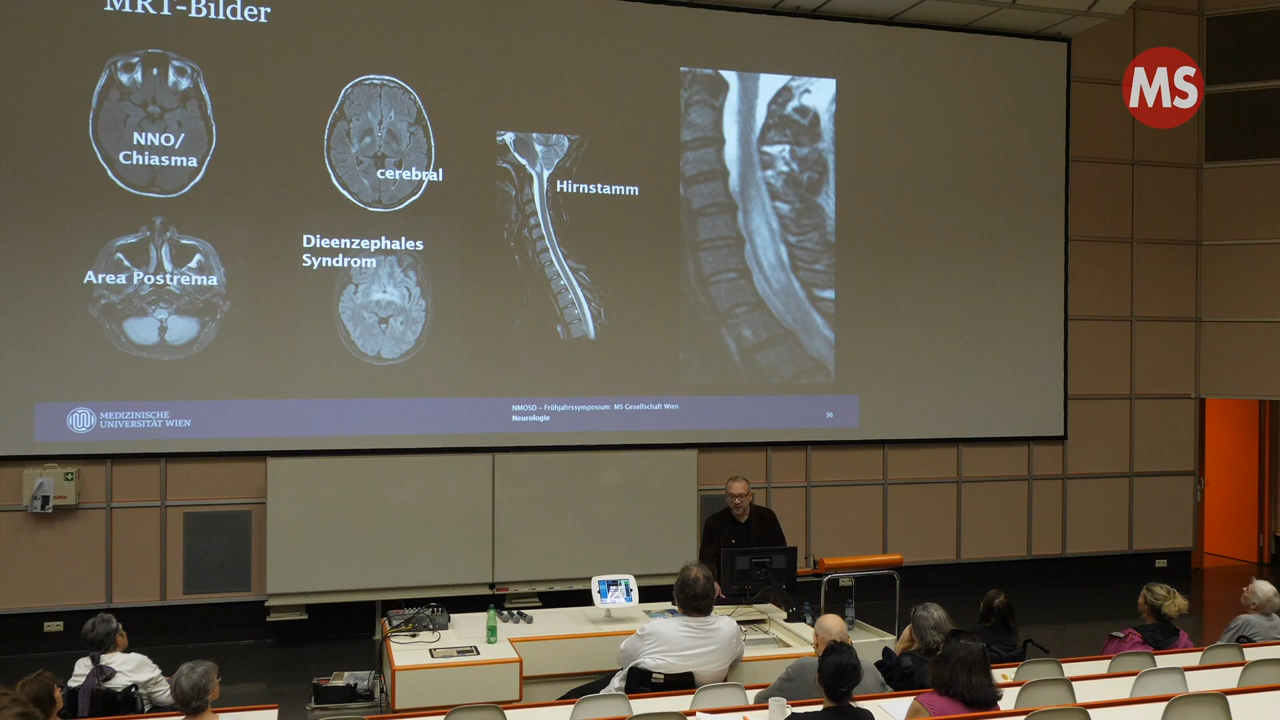 MRT-Bilder
MS
NNO/
Chiasma
cerebral
Hirnstamm
Dieenzephales
Syndrom
Area Postrema
MEDIZINISCHE
UNIVERSITÄT WIEN
NMOSD – Frühjahrssymposium: MS Gesellschaft Wien
Neurologie
36